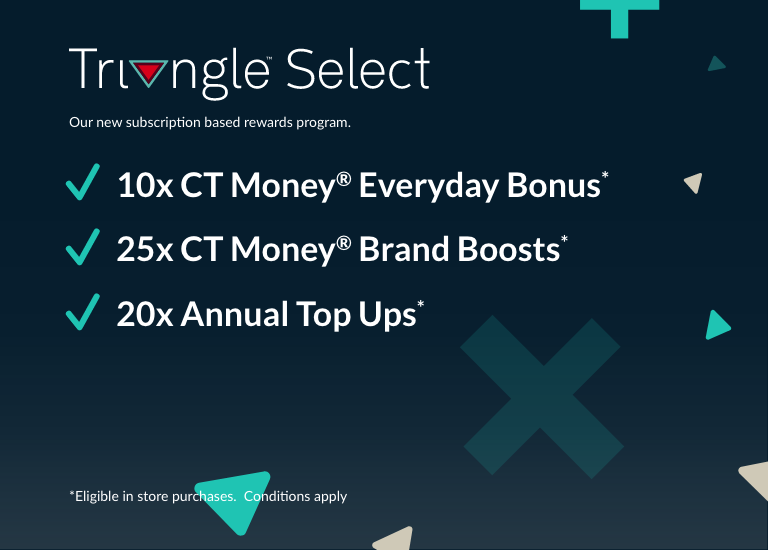 Triangle™ Select
Our new subscription based rewards program.
10x CT Money® Everyday Bonus*
25x CT Money® Brand Boosts*
20x Annual Top Ups*
*Eligible in store purchases. Conditions apply